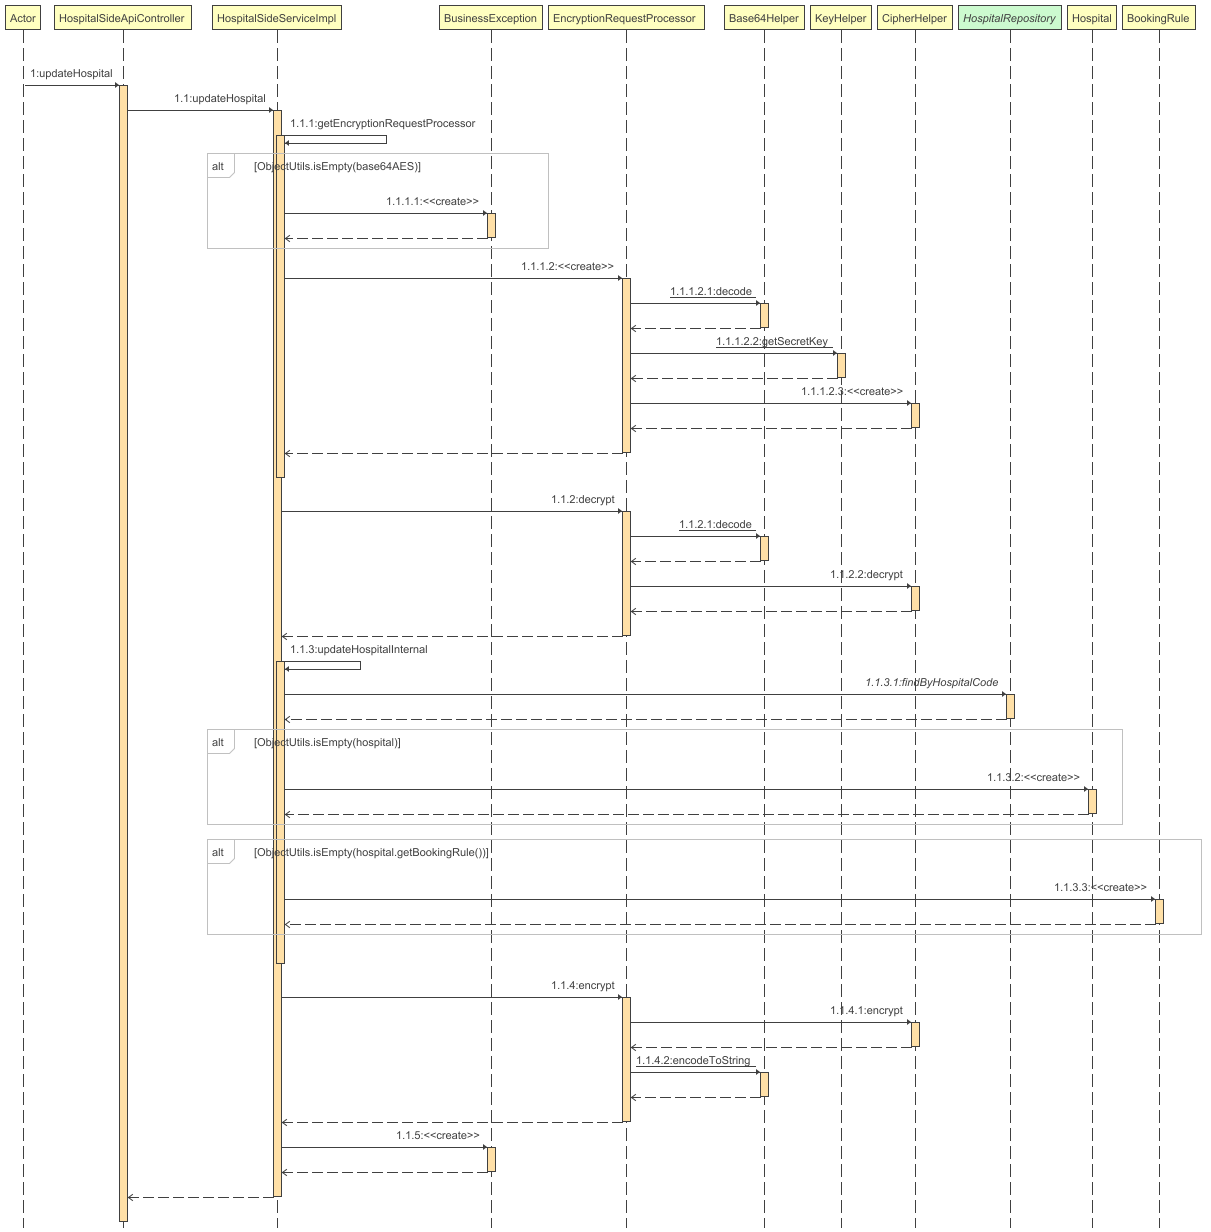 Actor HospitalSideApiController HospitalSideServiceImpl BusinessException EncryptionRequestProcessor Base64Helper KeyHelper CipherHelper HospitalRepository Hospital BookingRule
1:updateHospital
1.1:updateHospital
1.1.1:getEncryptionRequestProcessor
alt [ObjectUtils.isEmpty(base64AES)]
1.1.1.1:<<create>>
1.1.1.2:<<create>>
1.1.1.2.1:decode
1.1.1.2.2:getSecretKey
1.1.1.2.3:<<create>>
1.1.2:decrypt
1.1.2.1:decode
1.1.2.2:decrypt
1.1.3:updateHospitalInternal
1.1.3.1:findByHospitalCode
alt [ObjectUtils.isEmpty(hospital)]
1.1.3.2:<<create>>
alt [ObjectUtils.isEmpty(hospital.getBookingRule())]
1.1.3.3:<<create>>
1.1.4:encrypt
1.1.4.1:encrypt
1.1.4.2:encodeToString
1.1.5:<<create>>